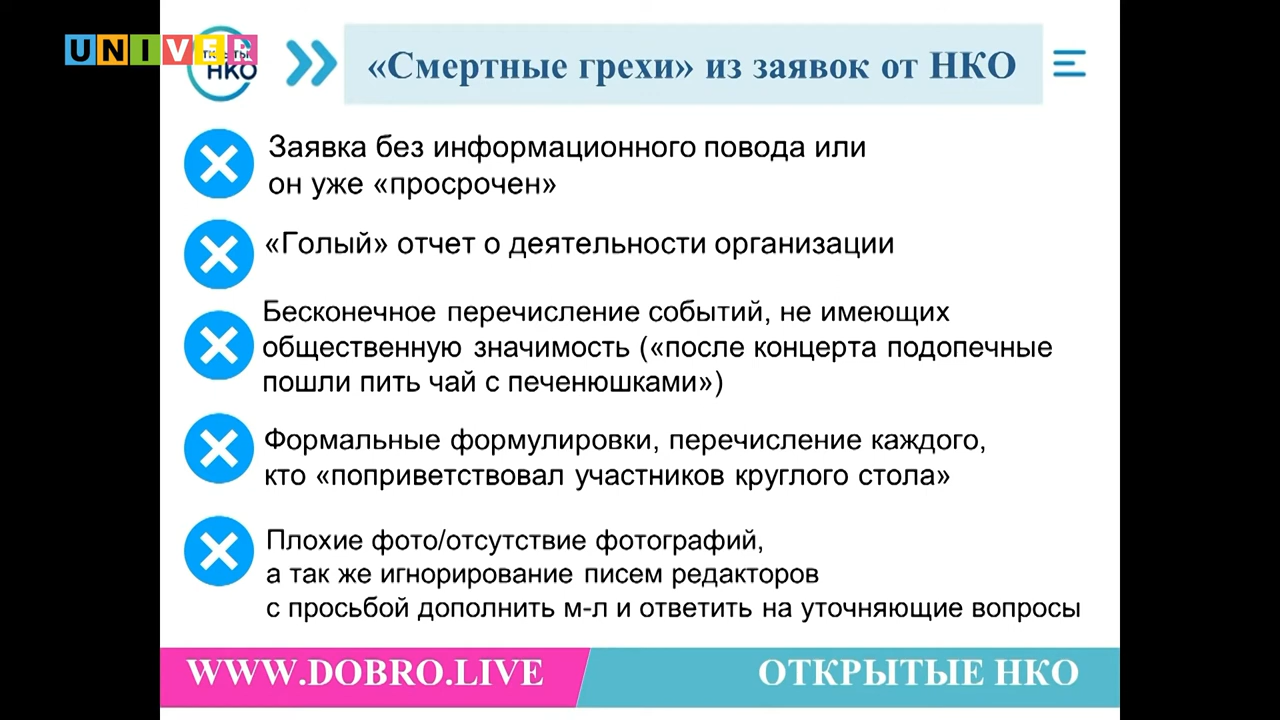 UNIVER
НКО
«Смертные грехи» из заявок от НКО
Заявка без информационного повода или
он уже «просрочен»
«Голый» отчет о деятельности организации
Бесконечное перечисление событий, не имеющих
общественную значимость («после концерта подопечные
пошли пить чай с печенюшками»)
Формальные формулировки, перечисление каждого,
кто «поприветствовал участников круглого стола»
Плохие фото/отсутствие фотографий,
а так же игнорирование писем редакторов
с просьбой дополнить м-л и ответить на уточняющие вопросы
WWW.DOBRO.LIVE
ОТКРЫТЫЕ НКО